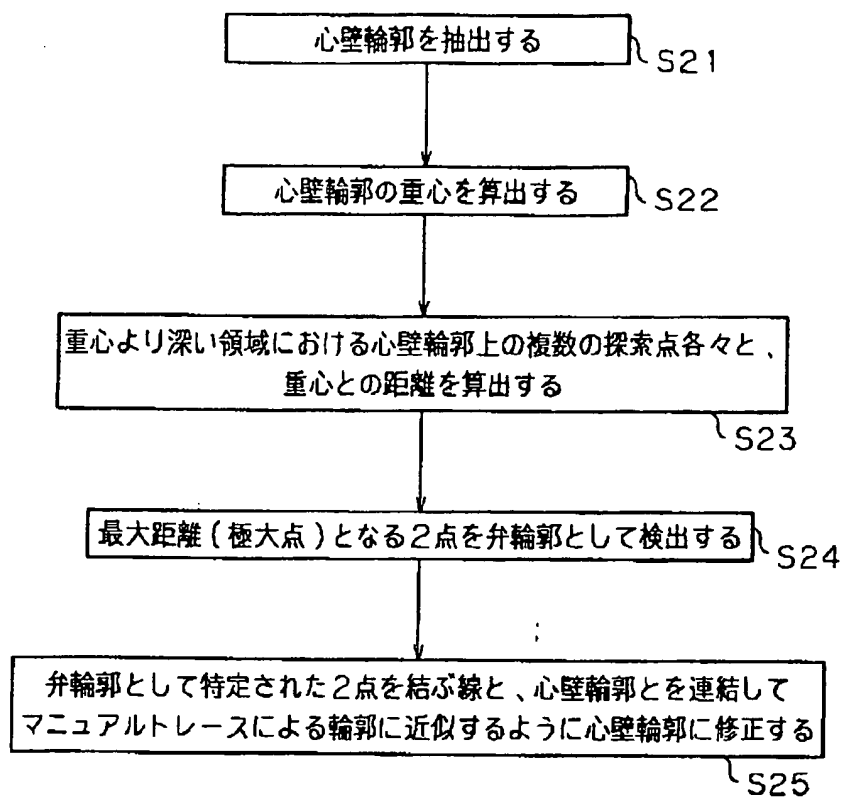 心壁輪郭を抽出する
S21
心壁輪郭の重心を算出する
S22
重心より深い領域における心壁輪郭上の複数の探索点各々と、
重心との距離を算出する
S23
最大距離(極大点)となる2点を弁輪郭として検出する
S24
弁輪郭として特定された2点を結ぶ線と、心壁輪郭とを連結して
マニュアルトレースによる輪郭に近似するように心壁輪郭に修正する
S25